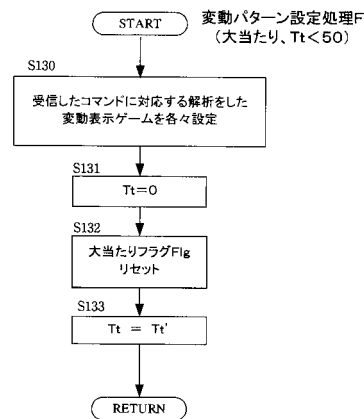 START
変動パターン設定処理F
(大当たり、Tt<50)
S130
受信したコマンドに対応する解析をした
変動表示ゲームを各々設定
S131
Tt=0
S132
大当たりフラグFlg
リセット
S133
Tt = Tt'
RETURN